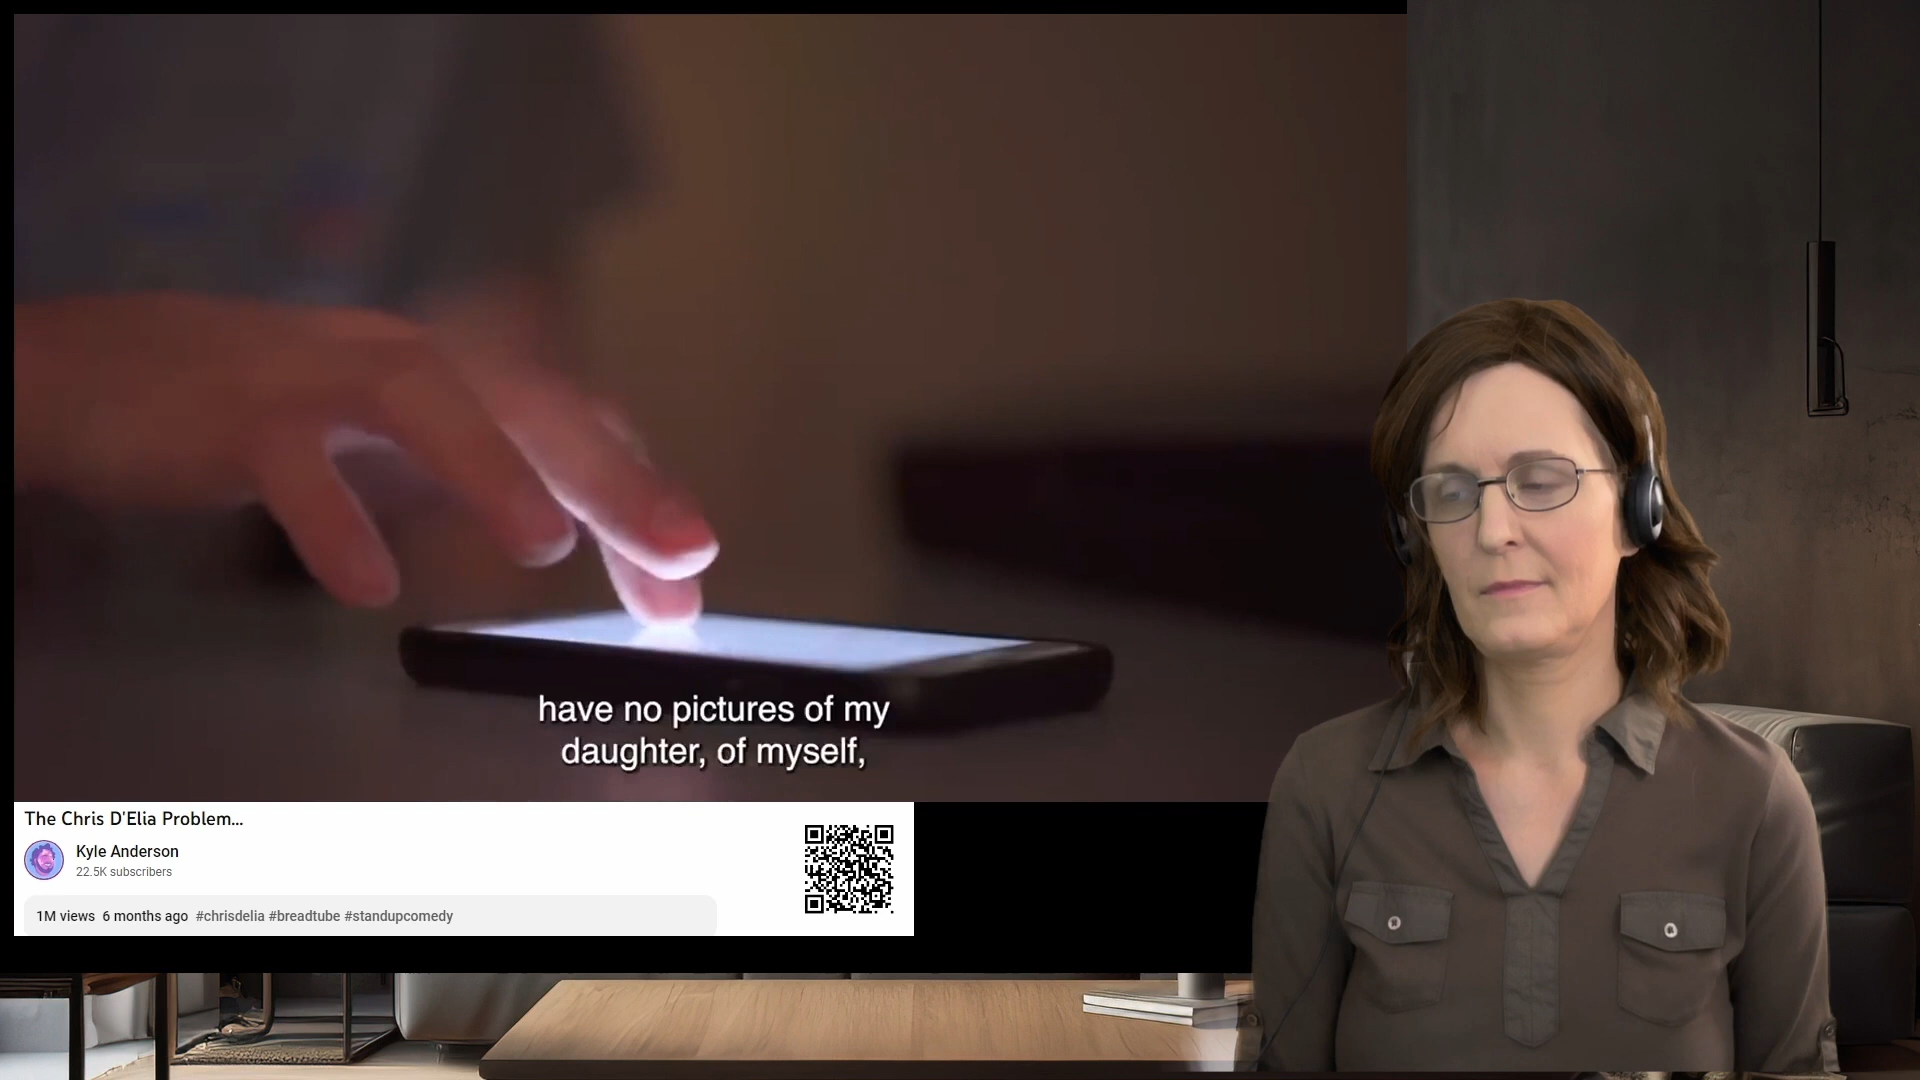 have no pictures of my
daughter, of myself,
The Chris D'Elia Problem...
Kyle Anderson
22.5K subscribers
1M views 6 months ago #chrisdelia #breadtube #standupcomedy